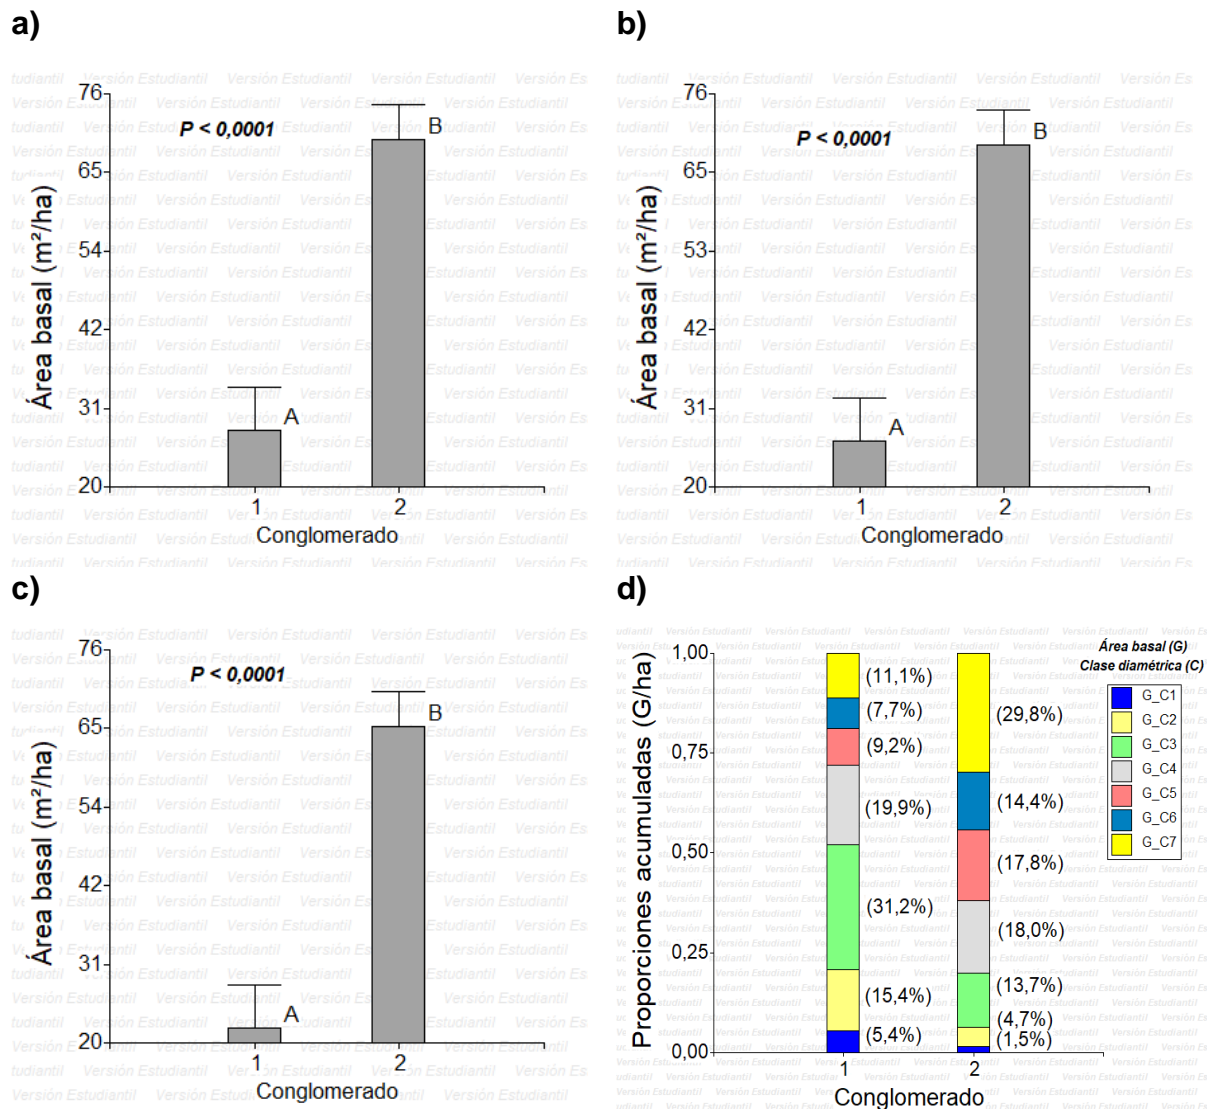 a)
P < 0,0001
Área basal (m²/ha)
76
65
54
42
31
20
A
B
1
2
Conglomerado
b)
P < 0,0001
Área basal (m²/ha)
76
65
53
42
31
20
A
B
1
2
Conglomerado
c)
P < 0,0001
Área basal (m²/ha)
76
65
54
42
31
20
A
B
1
2
Conglomerado
d)
Proporciones acumuladas (G/ha)
1,00
0,75
0,50
0,25
0,00
(11,1%)
(7,7%)
(9,2%)
(19,9%)
(31,2%)
(15,4%)
(5,4%)
(29,8%)
(14,4%)
(17,8%)
(18,0%)
(13,7%)
(4,7%)
(1,5%)
1
2
Conglomerado
Área basal (G)
Clase diamétrica (C)
G_C1
G_C2
G_C3
G_C4
G_C5
G_C6
G_C7
Versión Estudiantil